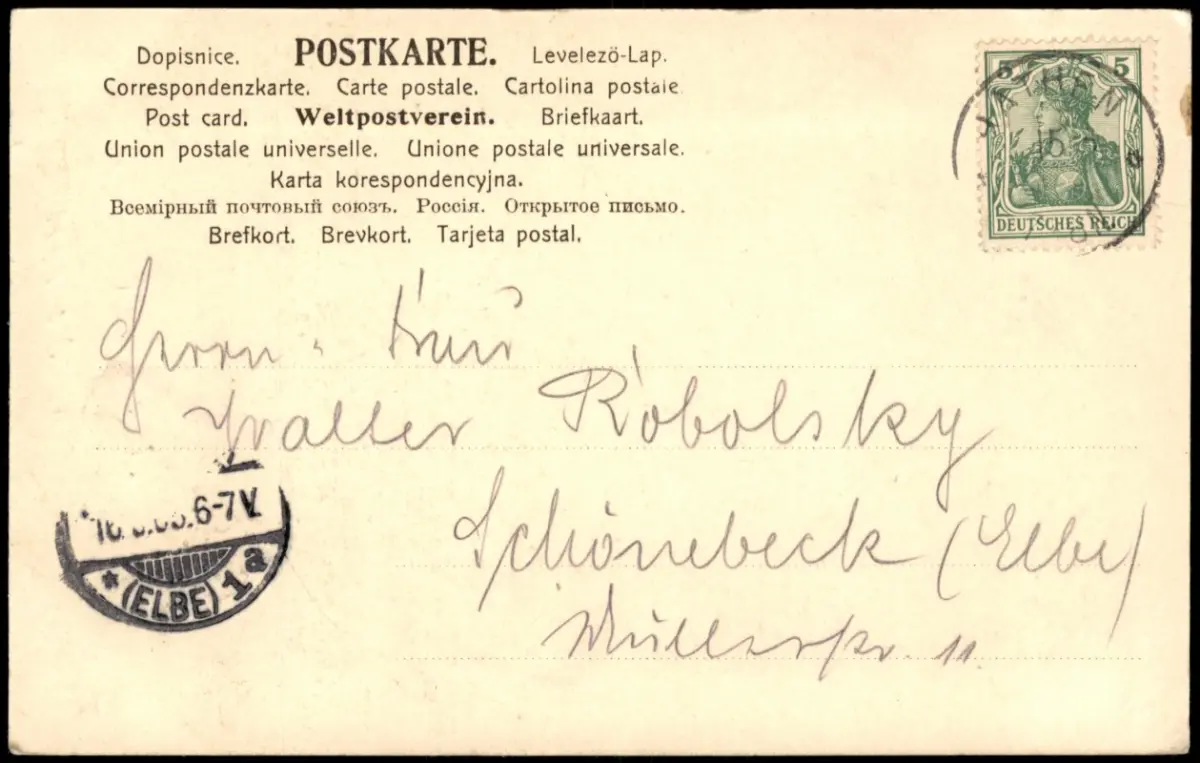 Dopisnice. POSTKARTE. Levelező-Lap.
Correspondenzkarte. Carte postale. Cartolina postale
Post card. Weltpostverein. Briefkaart.
Union postale universelle. Unione postale universale.
Karta korespondencyjna.
Всемірный почтовый союзъ. Россія. Открытое письмо.
Brefkort. Brevkort. Tarjeta postal.
5 5
DEUTSCHES REICH
Herrn
Walter Robolsky
Schönebeck (Elbe)
11.
6-7V.
* (ELBE) 1a